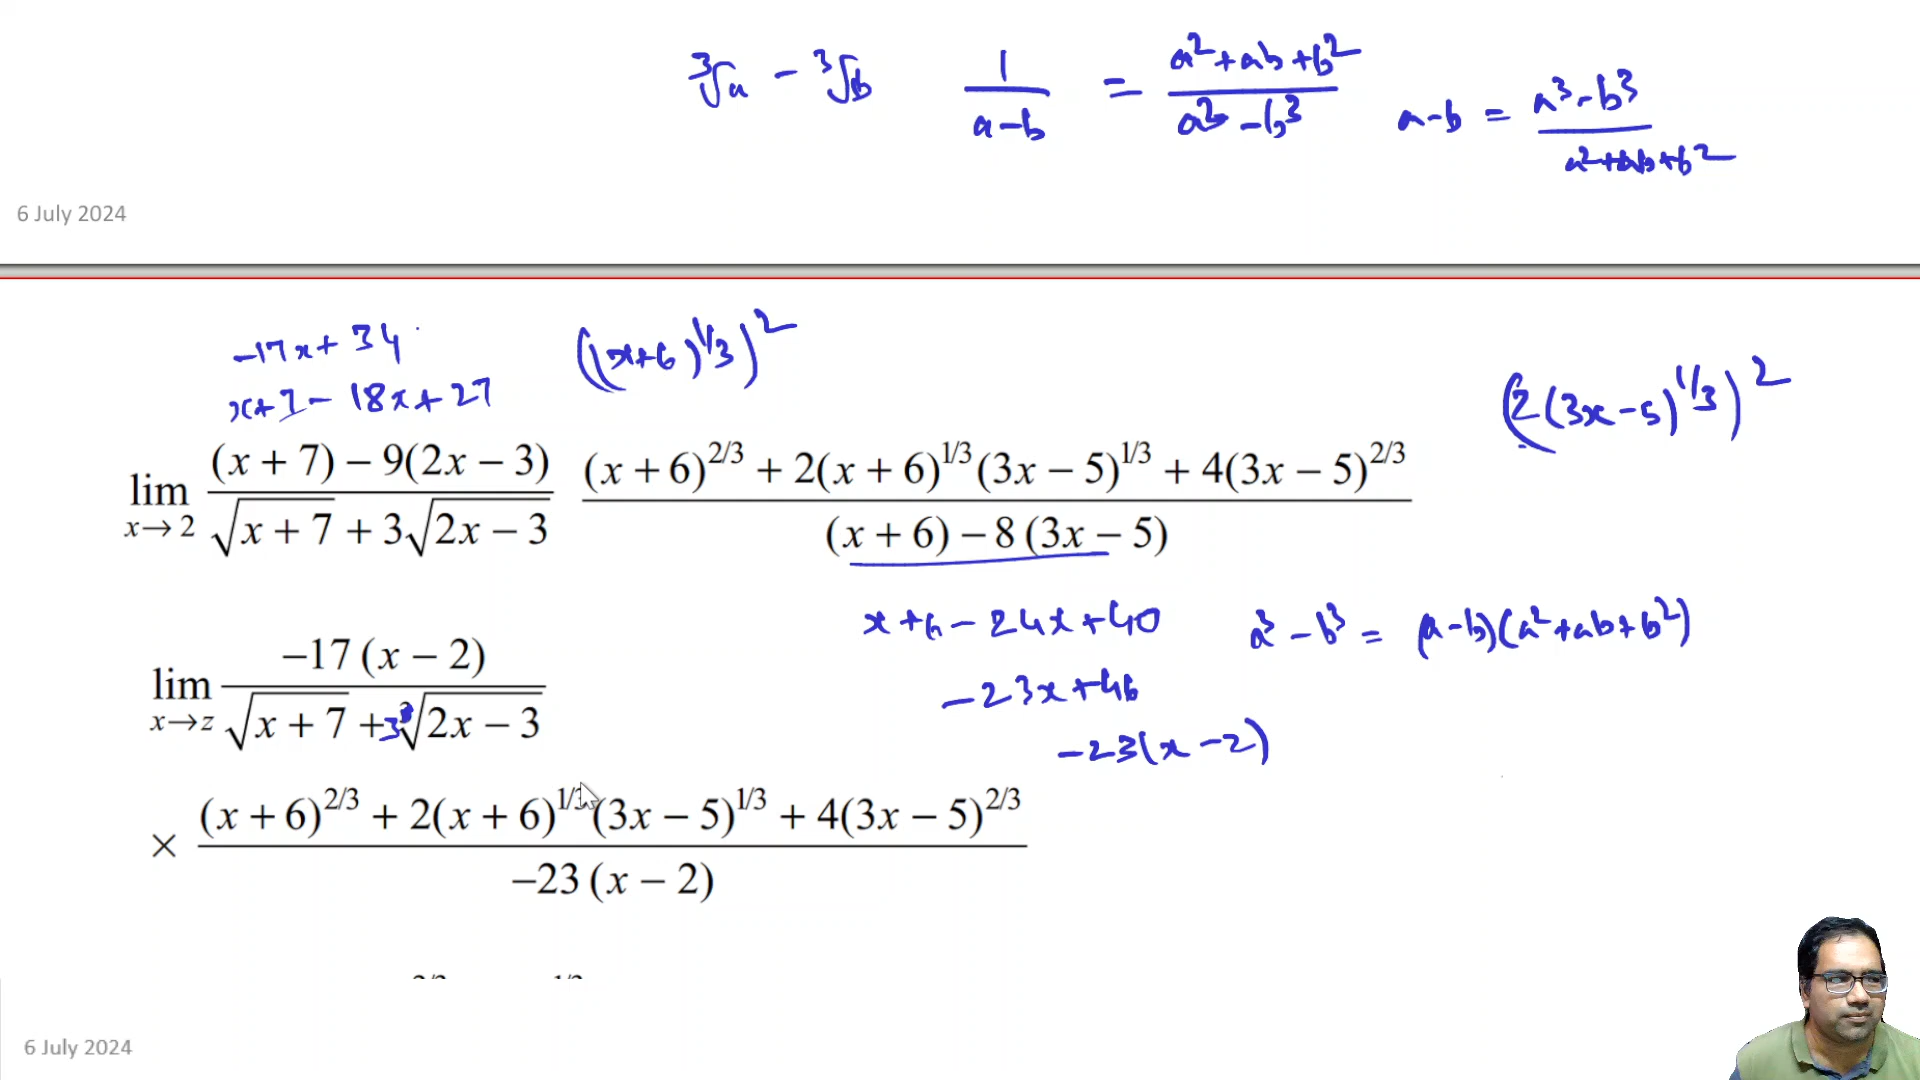 ∛a - ∛b    1/(a-b) = (a²+ab+b²)/(a³-b³)    a-b = (a³-b³)/(a²+ab+b²)
6 July 2024
-17x+34    ((x+6)^{1/3})²
x+7-18x+27    (2(3x-5)^{1/3})²
lim_{x→2} ((x+7)-9(2x-3))/(√(x+7)+3√(2x-3))  ((x+6)^{2/3}+2(x+6)^{1/3}(3x-5)^{1/3}+4(3x-5)^{2/3})/((x+6)-8(3x-5))
x+6-24x+40    a³-b³ = (a-b)(a²+ab+b²)
-23x+46
-23(x-2)
lim_{x→z} (-17(x-2))/(√(x+7)+3√(2x-3))
× ((x+6)^{2/3}+2(x+6)^{1/3}(3x-5)^{1/3}+4(3x-5)^{2/3})/(-23(x-2))
6 July 2024